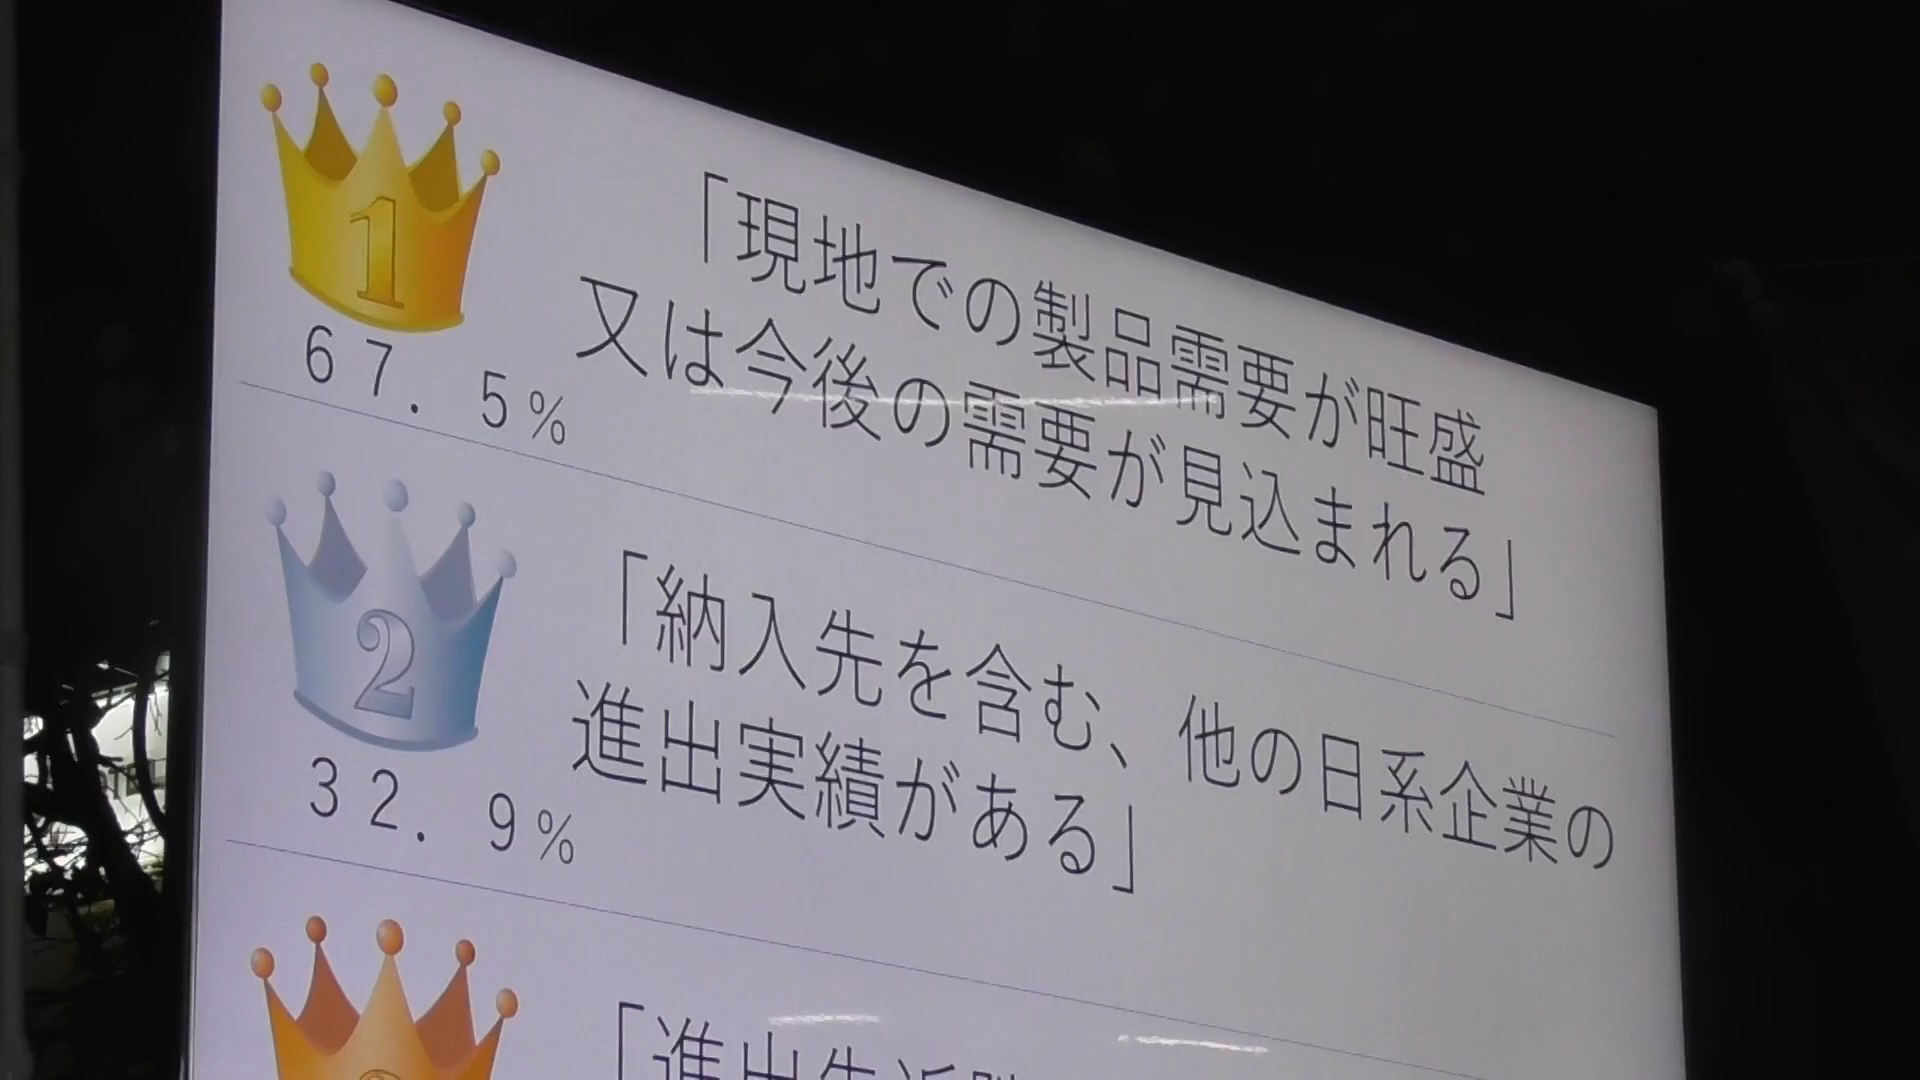 1
「現地での製品需要が旺盛
又は今後の需要が見込まれる」
67.5%
2
「納入先を含む、他の日系企業の
進出実績がある」
32.9%
「進出先近隣